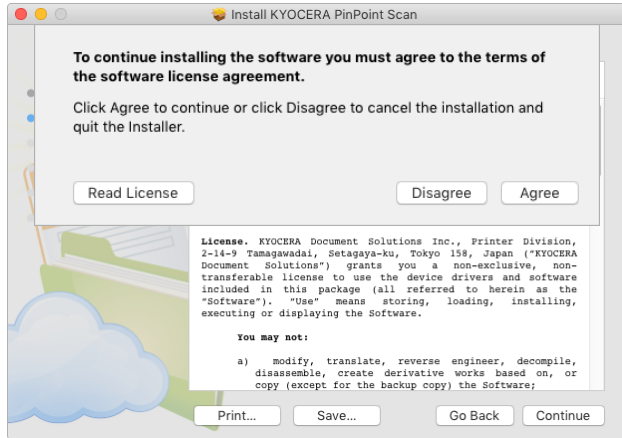 Install KYOCERA PinPoint Scan
To continue installing the software you must agree to the terms of
the software license agreement.
Click Agree to continue or click Disagree to cancel the installation and
quit the Installer.
Read License
Disagree
Agree
License. KYOCERA Document Solutions Inc., Printer Division,
2-14-9 Tamagawadai, Setagaya-ku, Tokyo 158, Japan ("KYOCERA
Document Solutions") grants you a non-exclusive, non-
transferable license to use the device drivers and software
included in this package (all referred to herein as the
"Software"). "Use" means storing, loading, installing,
executing or displaying the Software.
You may not:
a) modify, translate, reverse engineer, decompile,
disassemble, create derivative works based on, or
copy (except for the backup copy) the Software;
Print...
Save...
Go Back
Continue